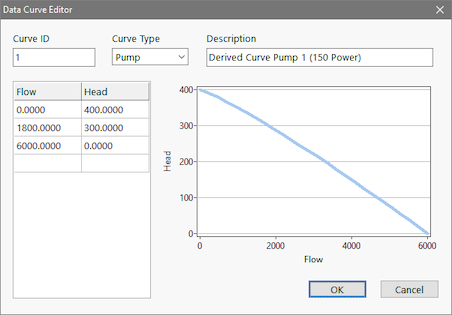 Data Curve Editor
Curve ID Curve Type Description
1 Pump Derived Curve Pump 1 (150 Power)
Flow Head
0.0000 400.0000
1800.0000 300.0000
6000.0000 0.0000
400
300
200
100
0
Head
0 2000 4000 6000
Flow
OK Cancel